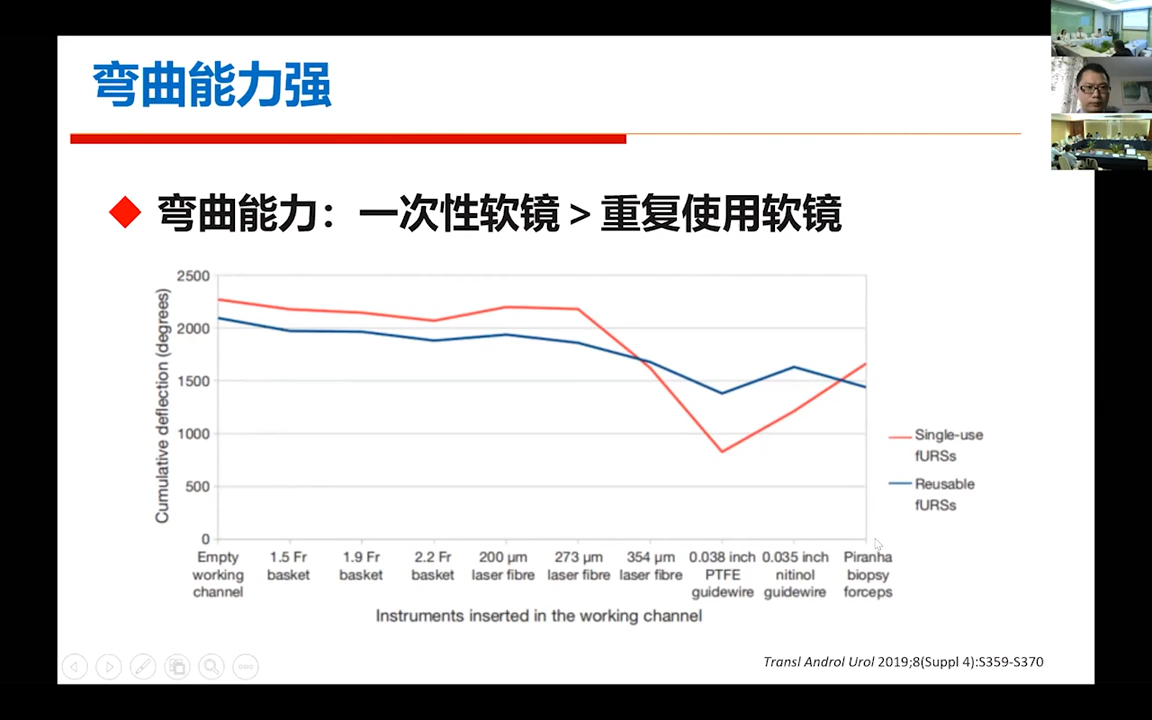 弯曲能力强
弯曲能力：一次性软镜 > 重复使用软镜
Cumulative deflection (degrees)
2500
2000
1500
1000
500
0
Empty working channel
1.5 Fr basket
1.9 Fr basket
2.2 Fr basket
200 µm laser fibre
273 µm laser fibre
354 µm laser fibre
0.038 inch PTFE guidewire
0.035 inch nitinol guidewire
Piranha biopsy forceps
Instruments inserted in the working channel
Single-use fURSs
Reusable fURSs
Transl Androl Urol 2019;8(Suppl 4):S359-S370